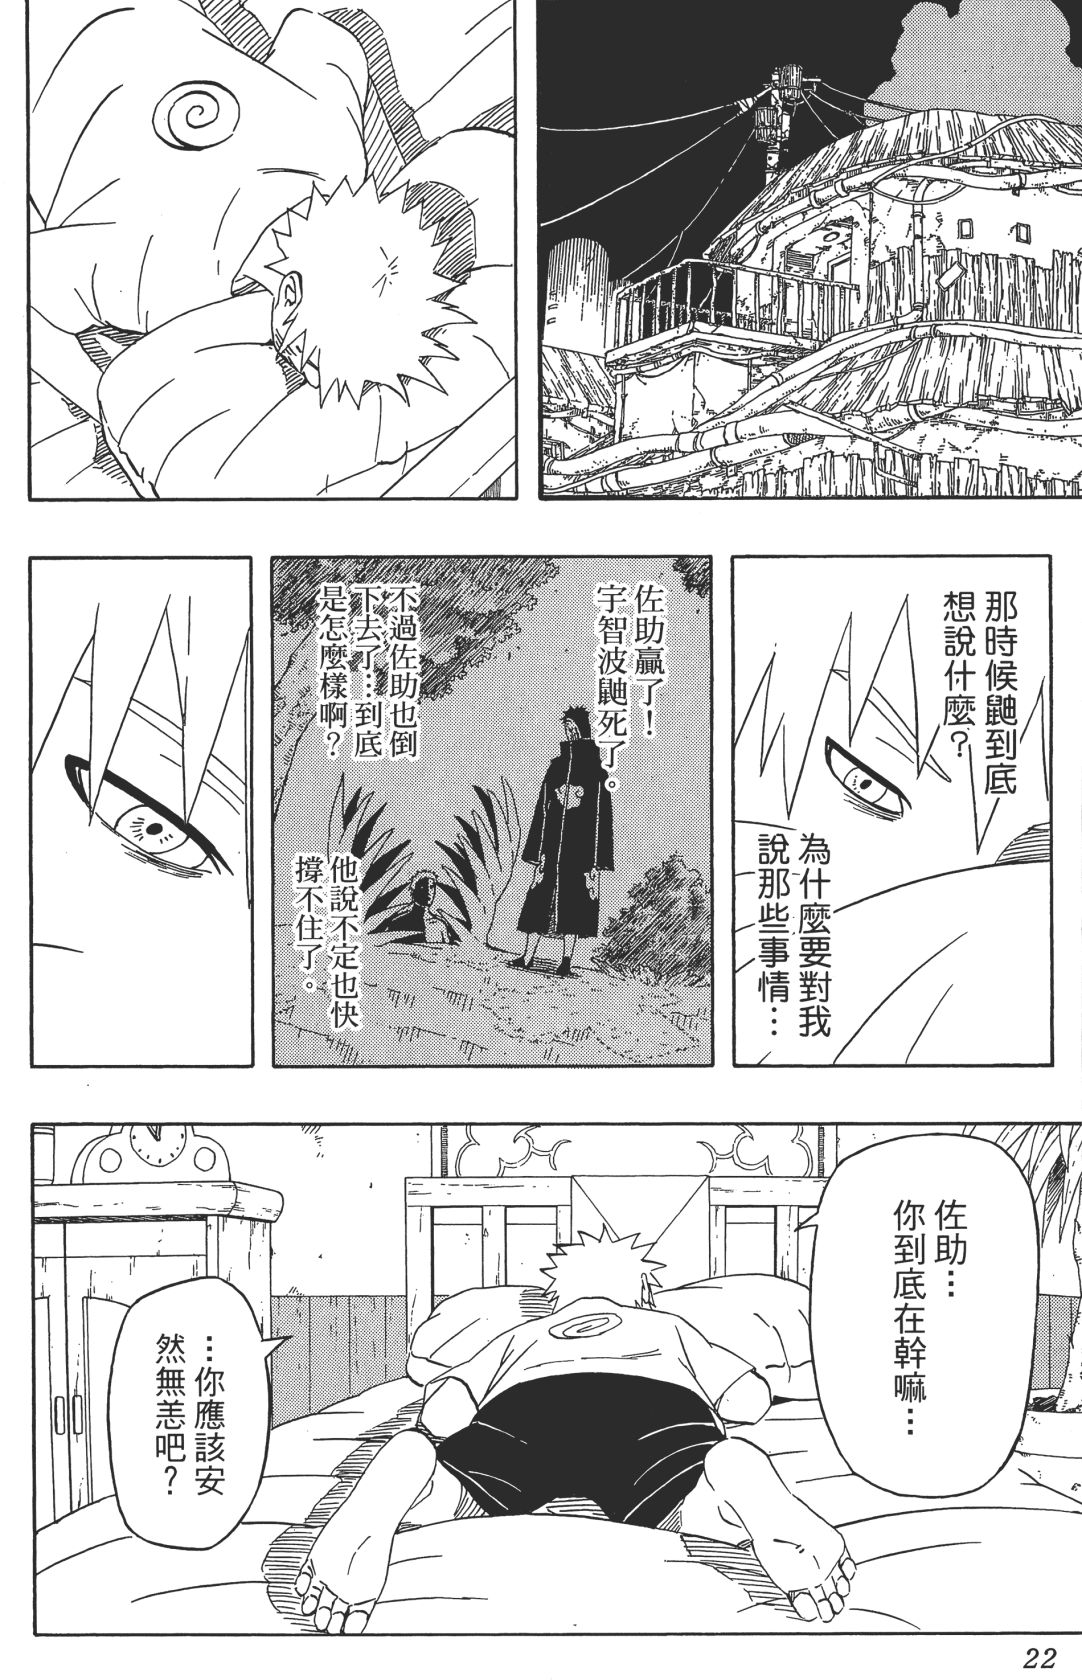 那時候鼬到底
想說什麼？
為什麼要對我
說那些事情…
佐助贏了！
宇智波鼬死了。
不過佐助也倒
下去了…到底
是怎麼樣啊？
他說不定也快
撐不住了。
佐助…
你到底在幹嘛…
…你應該安
然無恙吧？
22